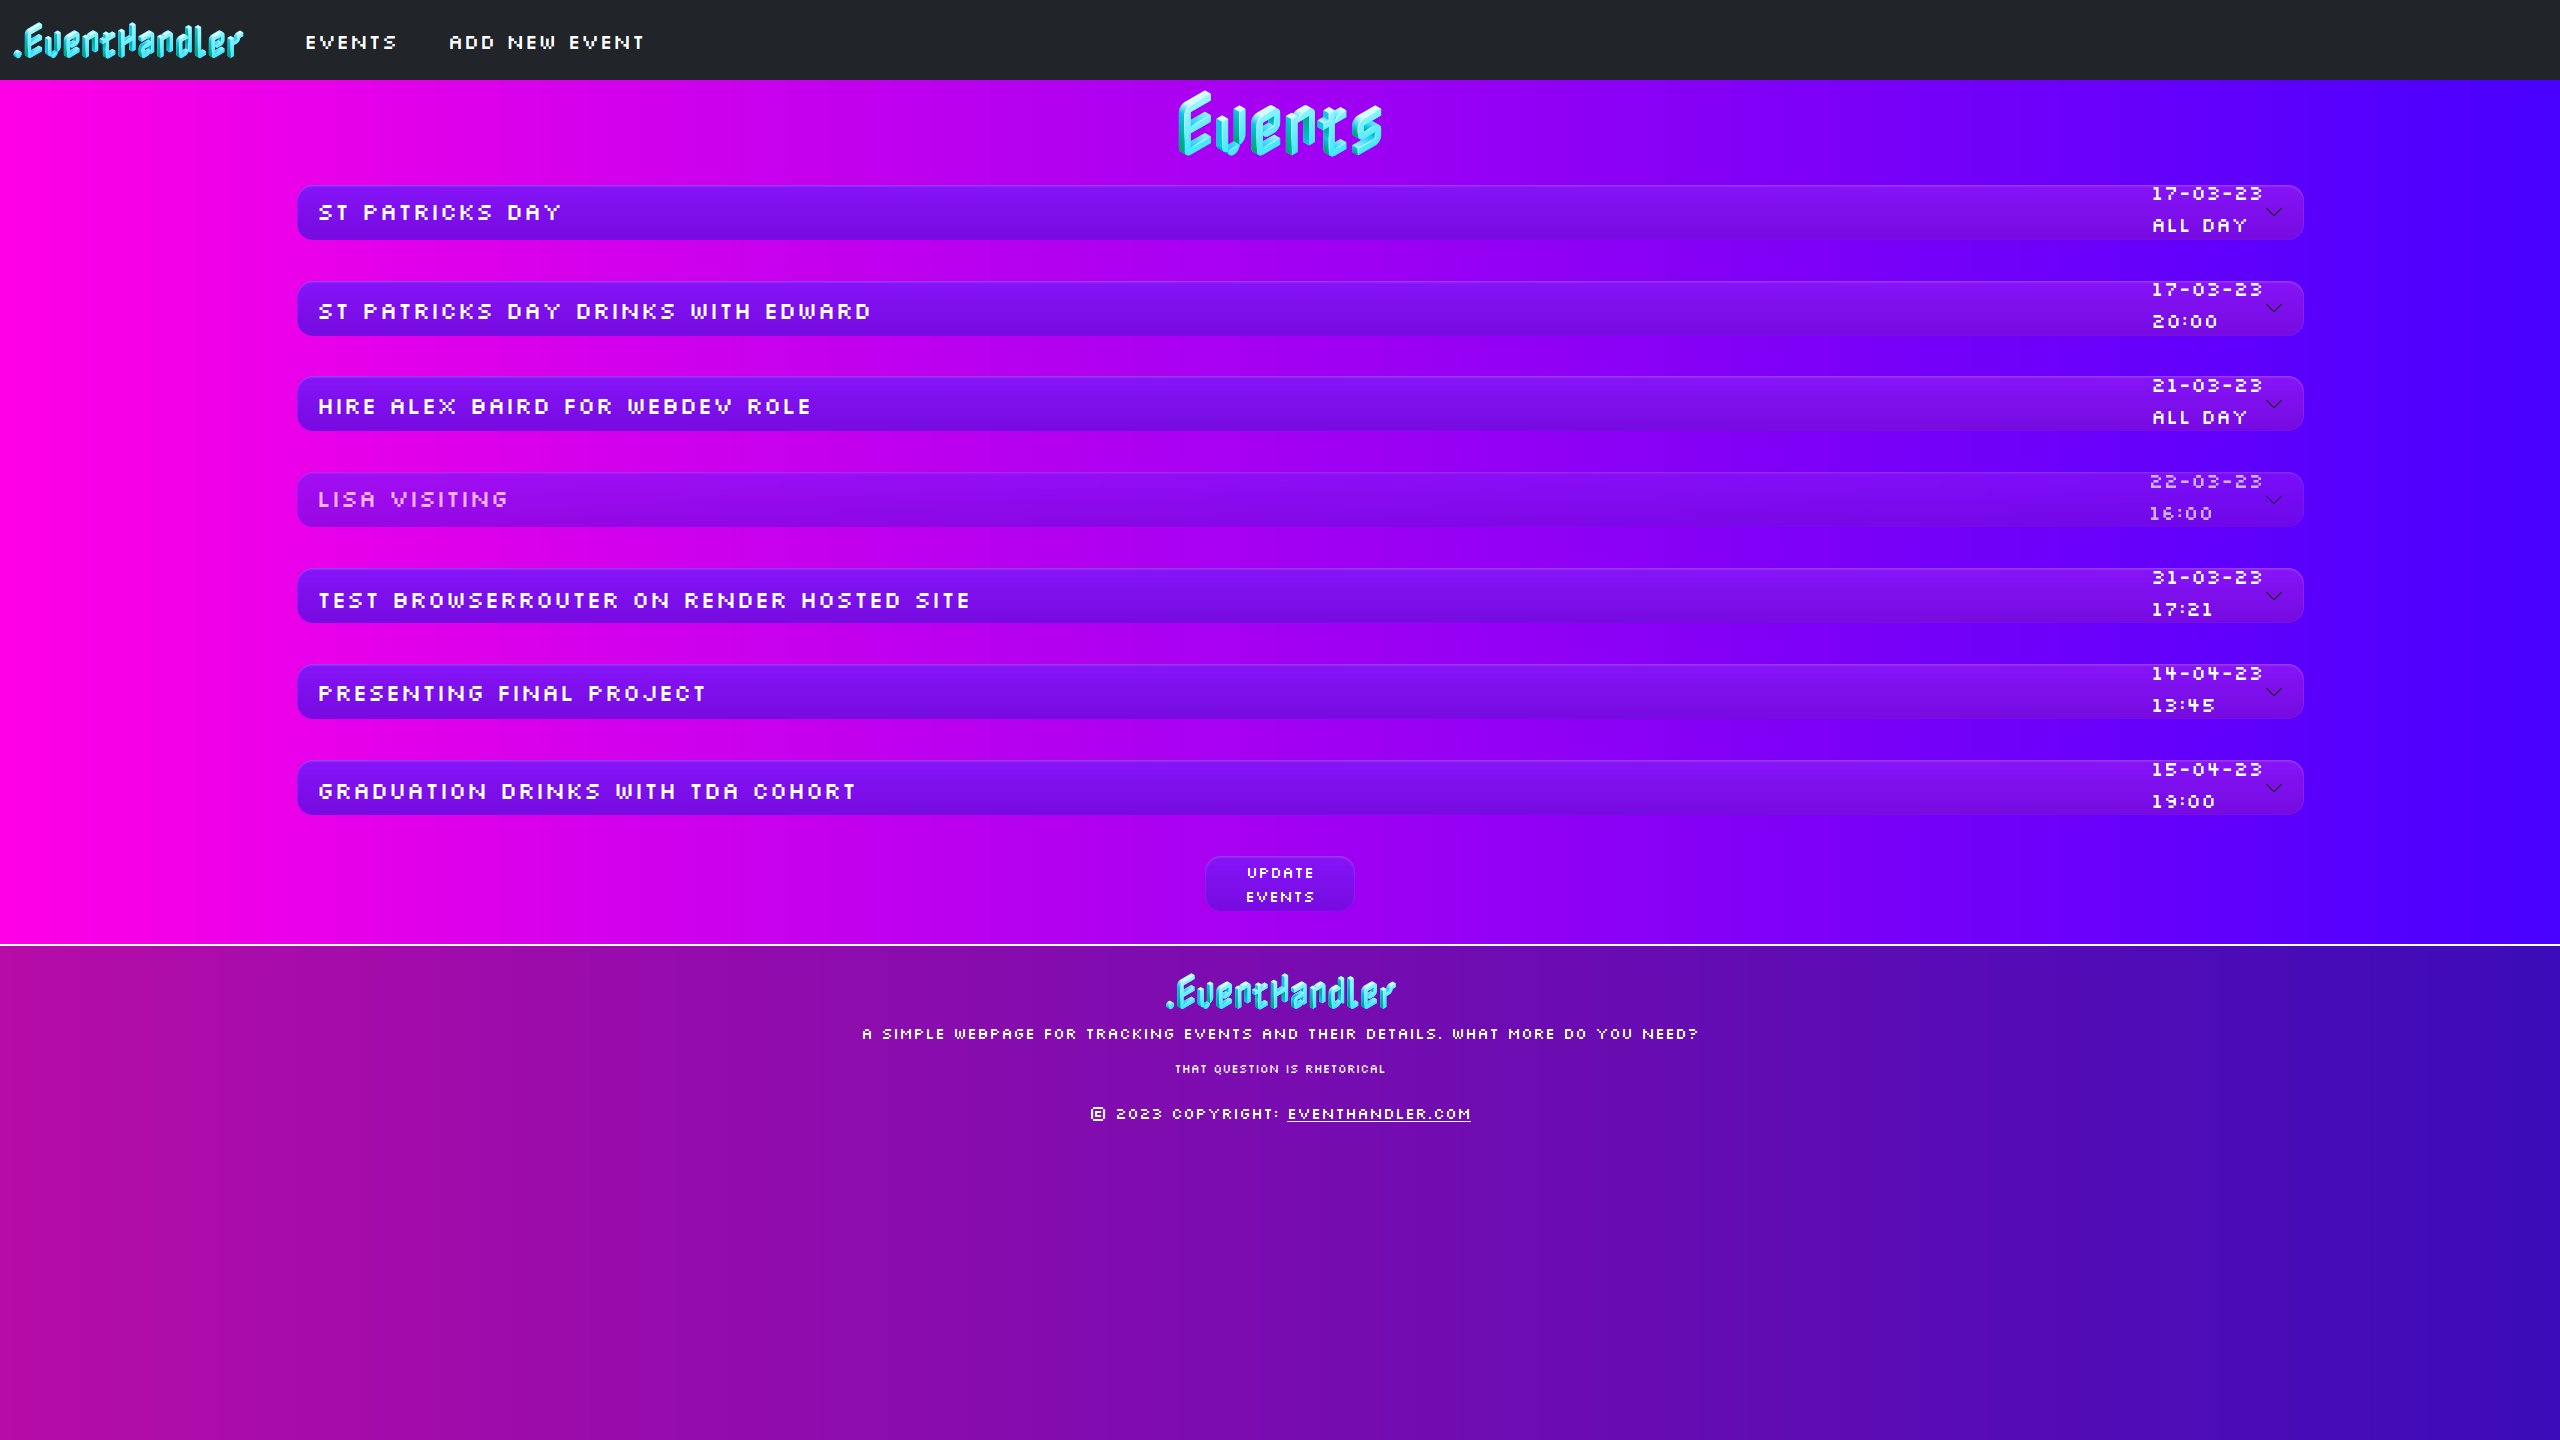 .EventHandler EVENTS ADD NEW EVENT
Events
ST PATRICKS DAY 17-03-23
ALL DAY
ST PATRICKS DAY DRINKS WITH EDWARD 17-03-23
20:00
HIRE ALEX BAIRD FOR WEBDEV ROLE 21-03-23
ALL DAY
LISA VISITING 22-03-23
16:00
TEST BROWSERROUTER ON RENDER HOSTED SITE 31-03-23
17:21
PRESENTING FINAL PROJECT 14-04-23
13:45
GRADUATION DRINKS WITH TDA COHORT 15-04-23
19:00
UPDATE
EVENTS
.EventHandler
A SIMPLE WEBPAGE FOR TRACKING EVENTS AND THEIR DETAILS. WHAT MORE DO YOU NEED?
THAT QUESTION IS RHETORICAL
© 2023 COPYRIGHT: EVENTHANDLER.COM